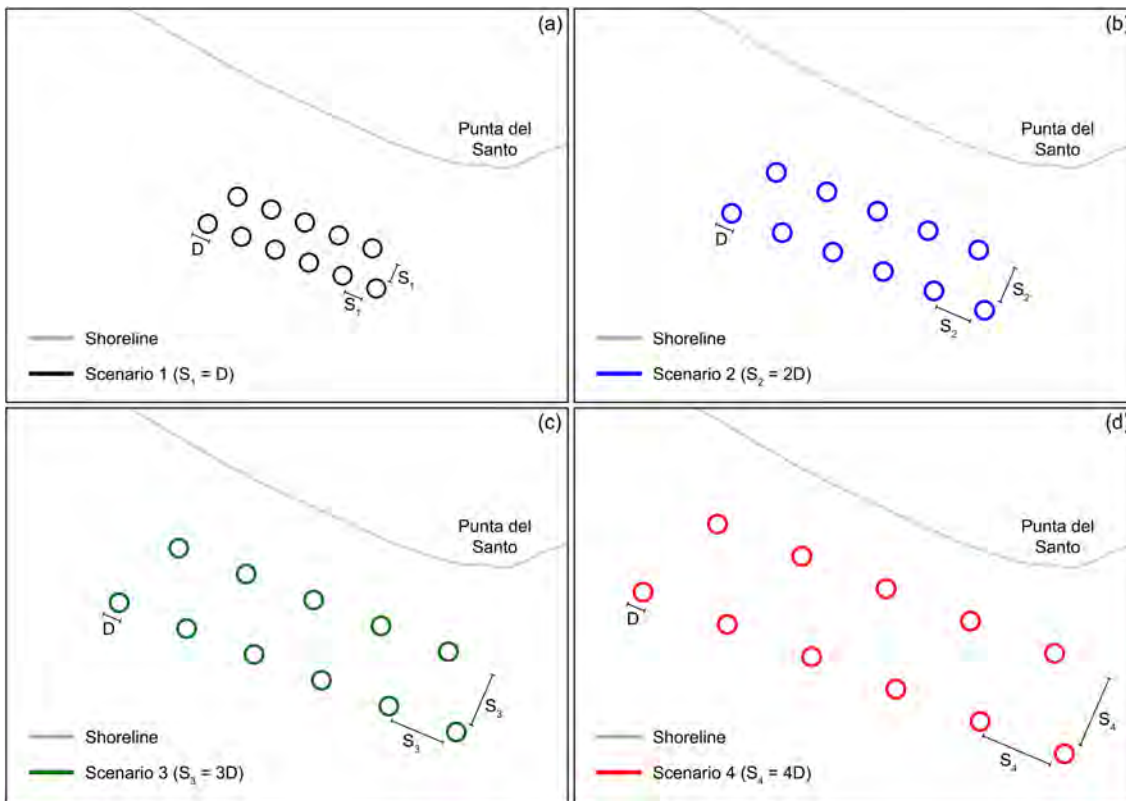 (a)
Punta del
Santo
D
S₁
S₁
Shoreline
Scenario 1 (S₁ = D)
(b)
Punta del
Santo
D
S₂
S₂
Shoreline
Scenario 2 (S₂ = 2D)
(c)
Punta del
Santo
D
S₃
S₃
Shoreline
Scenario 3 (S₃ = 3D)
(d)
Punta del
Santo
D
S₄
S₄
Shoreline
Scenario 4 (S₄ = 4D)